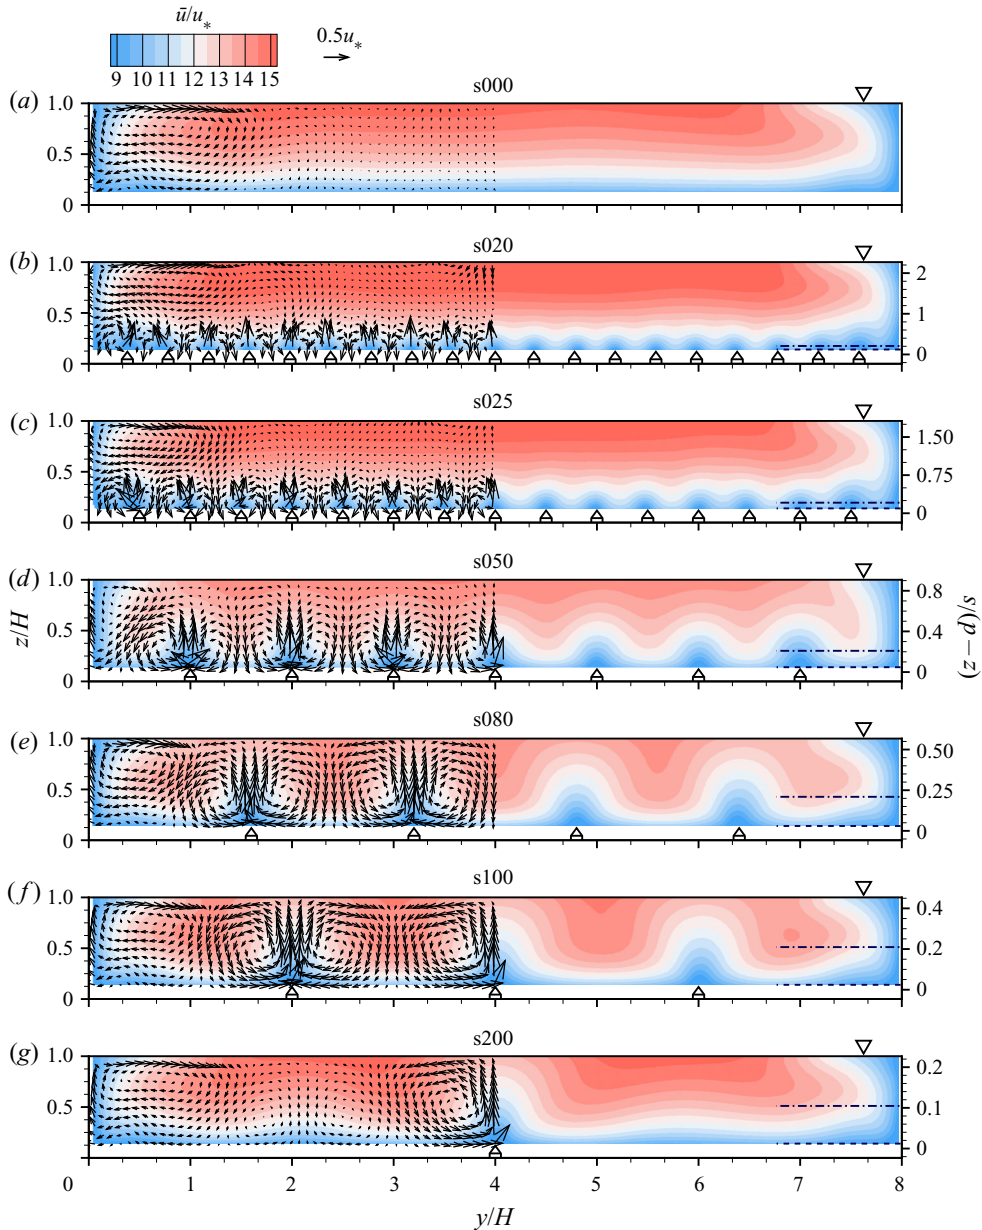 ū/u*
0.5u*
9 10 11 12 13 14 15
s000
(a) 1.0
0.5
0
s020
(b) 1.0
0.5
0
2
1
0
s025
(c) 1.0
0.5
0
1.50
0.75
0
s050
(d) 1.0
0.5
0
0.8
0.4
0
z/H
(z−d)/s
s080
(e) 1.0
0.5
0
0.50
0.25
0
s100
(f) 1.0
0.5
0
0.4
0.2
0
s200
(g) 1.0
0.5
0.2
0.1
0
0 1 2 3 4 5 6 7 8
y/H